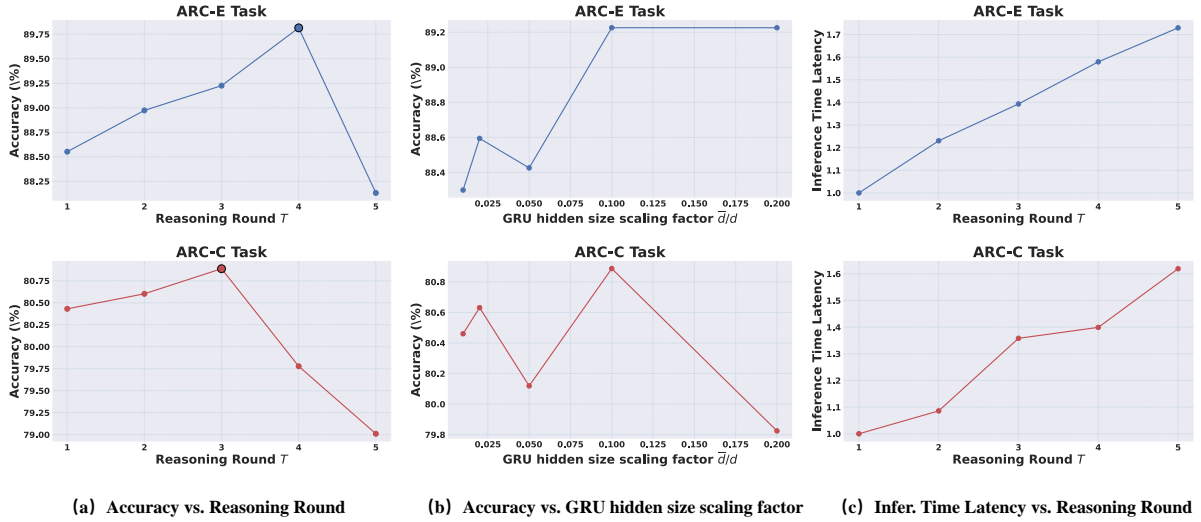 ARC-E Task
Accuracy (\%)
89.75
89.50
89.25
89.00
88.75
88.50
88.25
1 2 3 4 5
Reasoning Round T
ARC-E Task
Accuracy (\%)
89.2
89.0
88.8
88.6
88.4
0.025 0.050 0.075 0.100 0.125 0.150 0.175 0.200
GRU hidden size scaling factor d̅/d
ARC-E Task
Inference Time Latency
1.7
1.6
1.5
1.4
1.3
1.2
1.1
1.0
1 2 3 4 5
Reasoning Round T
ARC-C Task
Accuracy (\%)
80.75
80.50
80.25
80.00
79.75
79.50
79.25
79.00
1 2 3 4 5
Reasoning Round T
ARC-C Task
Accuracy (\%)
80.8
80.6
80.4
80.2
80.0
79.8
0.025 0.050 0.075 0.100 0.125 0.150 0.175 0.200
GRU hidden size scaling factor d̅/d
ARC-C Task
Inference Time Latency
1.6
1.5
1.4
1.3
1.2
1.1
1.0
1 2 3 4 5
Reasoning Round T
(a) Accuracy vs. Reasoning Round
(b) Accuracy vs. GRU hidden size scaling factor
(c) Infer. Time Latency vs. Reasoning Round